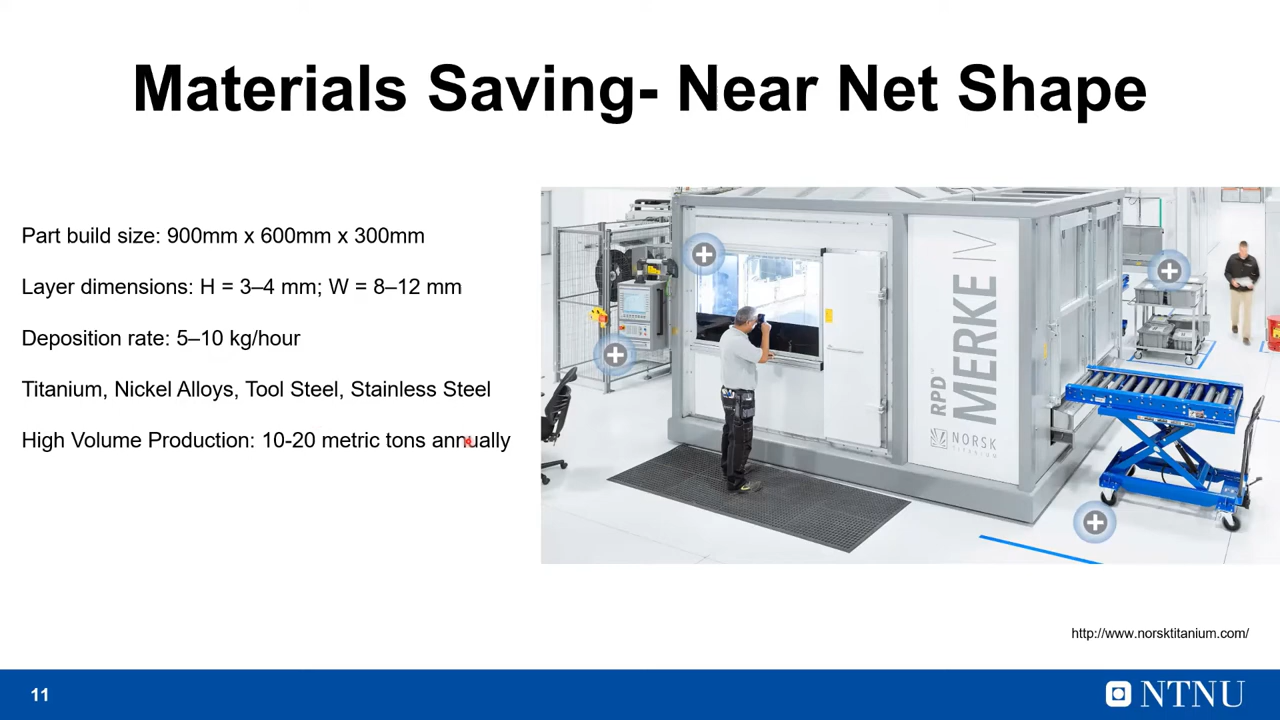 Materials Saving- Near Net Shape
Part build size: 900mm x 600mm x 300mm
Layer dimensions: H = 3–4 mm; W = 8–12 mm
Deposition rate: 5–10 kg/hour
Titanium, Nickel Alloys, Tool Steel, Stainless Steel
High Volume Production: 10-20 metric tons annually
RPD™
MERKE IV
NORSK
TITANIUM
http://www.norsktitanium.com/
11
NTNU